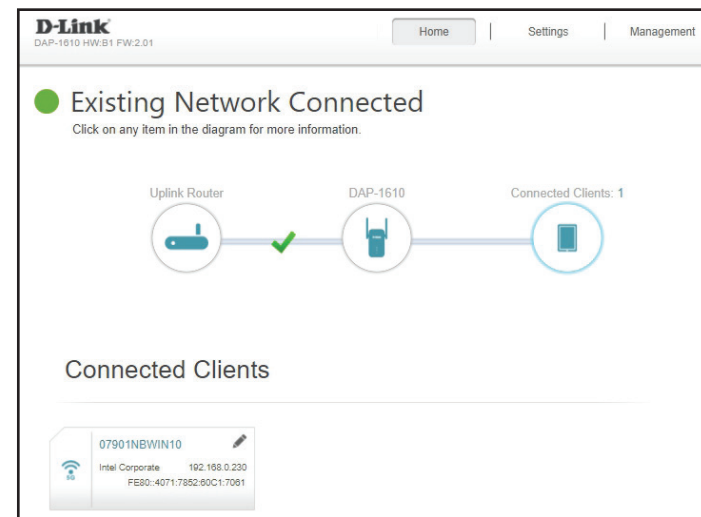 D-Link
DAP-1610 HW:B1 FW:2.01
Home | Settings | Management
Existing Network Connected
Click on any item in the diagram for more information.
Uplink Router DAP-1610 Connected Clients: 1
Connected Clients
07901NBWIN10
Intel Corporate 192.168.0.230
5G
FE80::4071:7852:60C1:7061